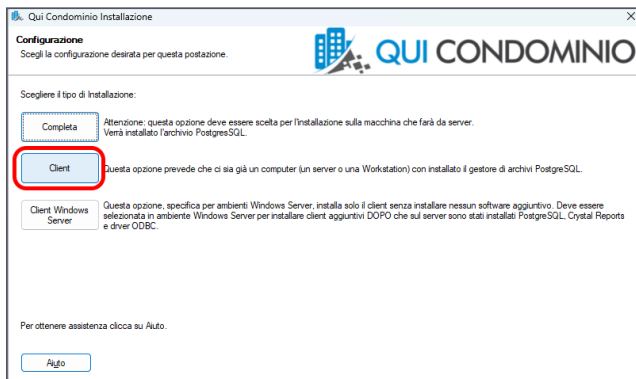 Qui Condominio Installazione
Configurazione
Scegli la configurazione desiderata per questa postazione.
QUI CONDOMINIO
Scegliere il tipo di Installazione:
Completa
Attenzione: questa opzione deve essere scelta per l'installazione sulla macchina che farà da server.
Verrà installato l'archivio PostgresSQL.
Client
Questa opzione prevede che ci sia già un computer (un server o una Workstation) con installato il gestore di archivi PostgreSQL.
Client Windows
Server
Questa opzione, specifica per ambienti Windows Server, installa solo il client senza installare nessun software aggiuntivo. Deve essere
selezionata in ambiente Windows Server per installare client aggiuntivi DOPO che sul server sono stati installati PostgreSQL, Crystal Reports
e drver ODBC.
Per ottenere assistenza clicca su Aiuto.
Aiuto